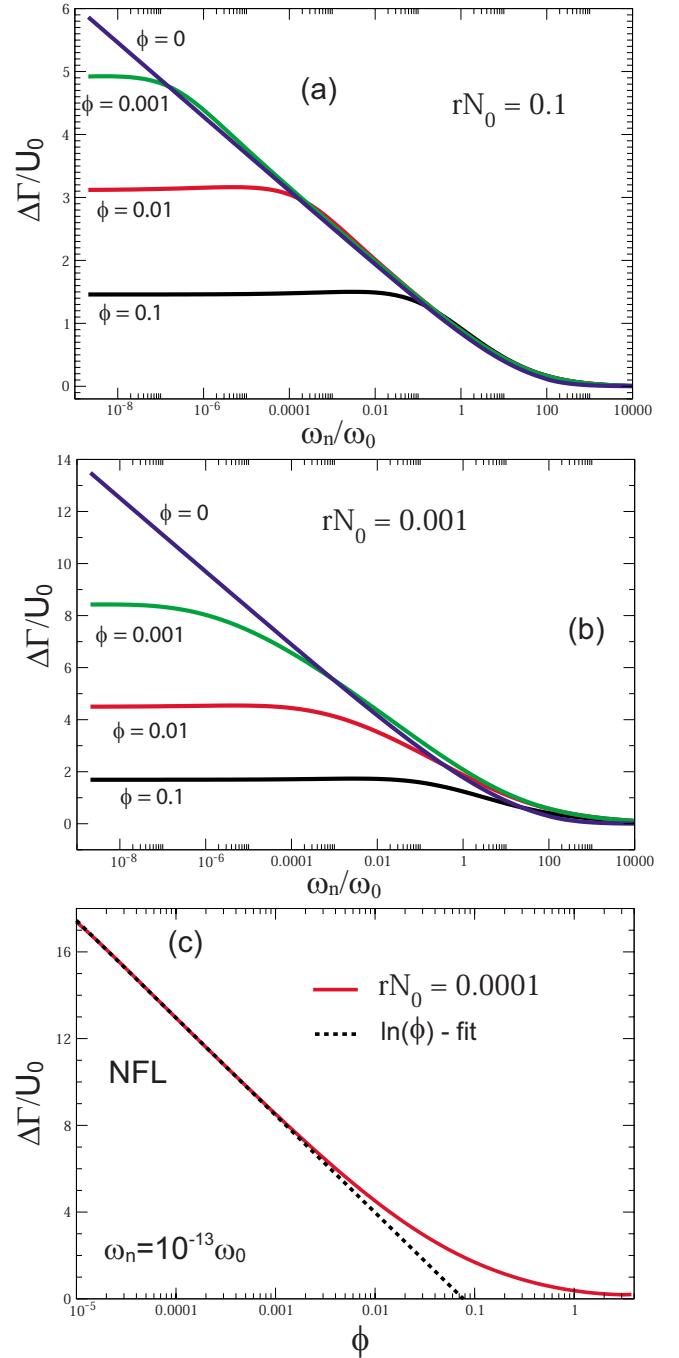 6
5
4
3
2
1
0
ΔΓ/U₀
ϕ = 0
ϕ = 0.001
ϕ = 0.01
ϕ = 0.1
(a)
rN₀ = 0.1
10⁻⁸
10⁻⁶
0.0001
0.01
1
100
10000
ωₙ/ω₀
14
12
10
8
6
4
2
0
ΔΓ/U₀
ϕ = 0
ϕ = 0.001
ϕ = 0.01
ϕ = 0.1
rN₀ = 0.001
(b)
10⁻⁸
10⁻⁶
0.0001
0.01
1
100
10000
ωₙ/ω₀
16
12
8
4
0
ΔΓ/U₀
(c)
rN₀ = 0.0001
ln(ϕ) - fit
NFL
ωₙ=10⁻¹³ω₀
10⁻⁵
0.0001
0.001
0.01
0.1
1
ϕ